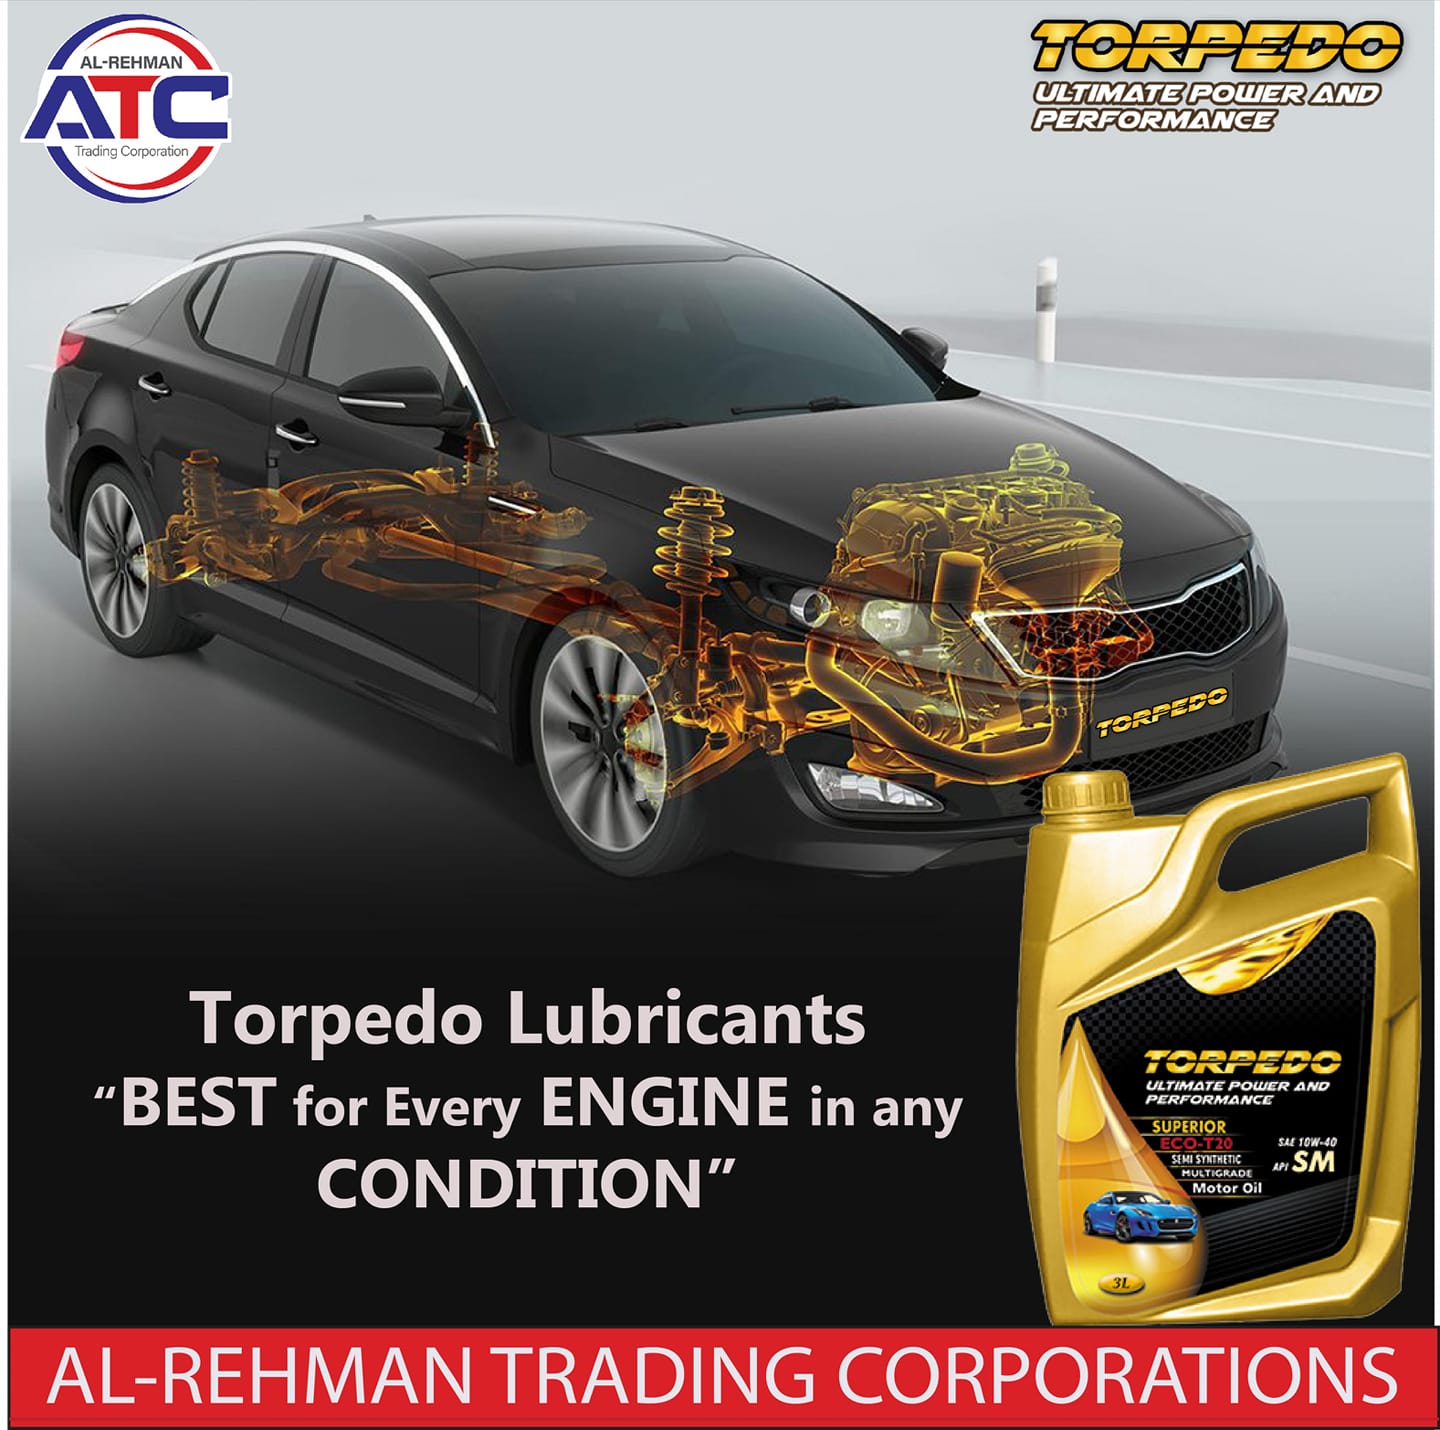 AL-REHMAN
ATC
Trading Corporation
TORPEDO
ULTIMATE POWER AND
PERFORMANCE
TORPEDO
Torpedo Lubricants
“BEST for Every ENGINE in any
CONDITION”
TORPEDO
ULTIMATE POWER AND
PERFORMANCE
SUPERIOR
ECO-T20
SEMI SYNTHETIC
MULTIGRADE
Motor Oil
SAE 10W-40
API SM
3L
AL-REHMAN TRADING CORPORATIONS